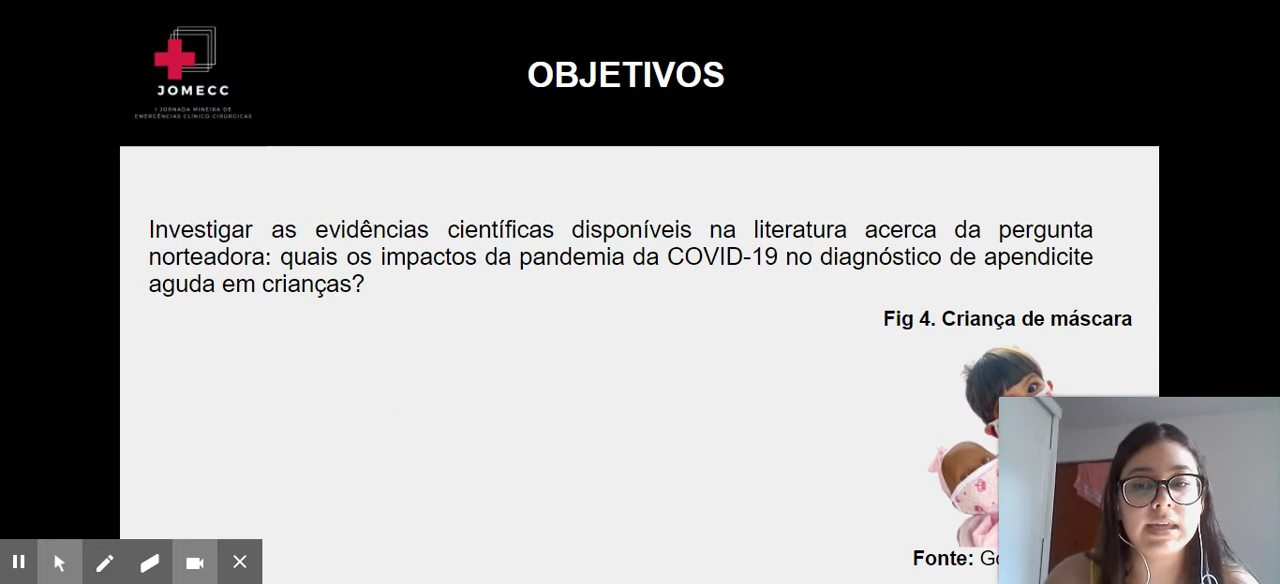 JOMECC
I JORNADA MINEIRA DE
EMERGÊNCIAS CLÍNICO CIRÚRGICAS
OBJETIVOS
Investigar as evidências científicas disponíveis na literatura acerca da pergunta
norteadora: quais os impactos da pandemia da COVID-19 no diagnóstico de apendicite
aguda em crianças?
Fig 4. Criança de máscara
Fonte: